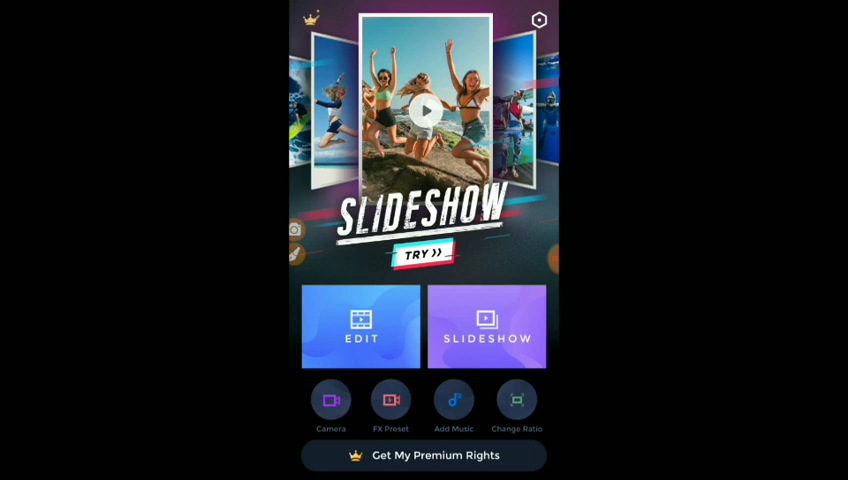 SLIDESHOW
TRY
EDIT
SLIDESHOW
Camera
FX Preset
Add Music
Change Ratio
Get My Premium Rights